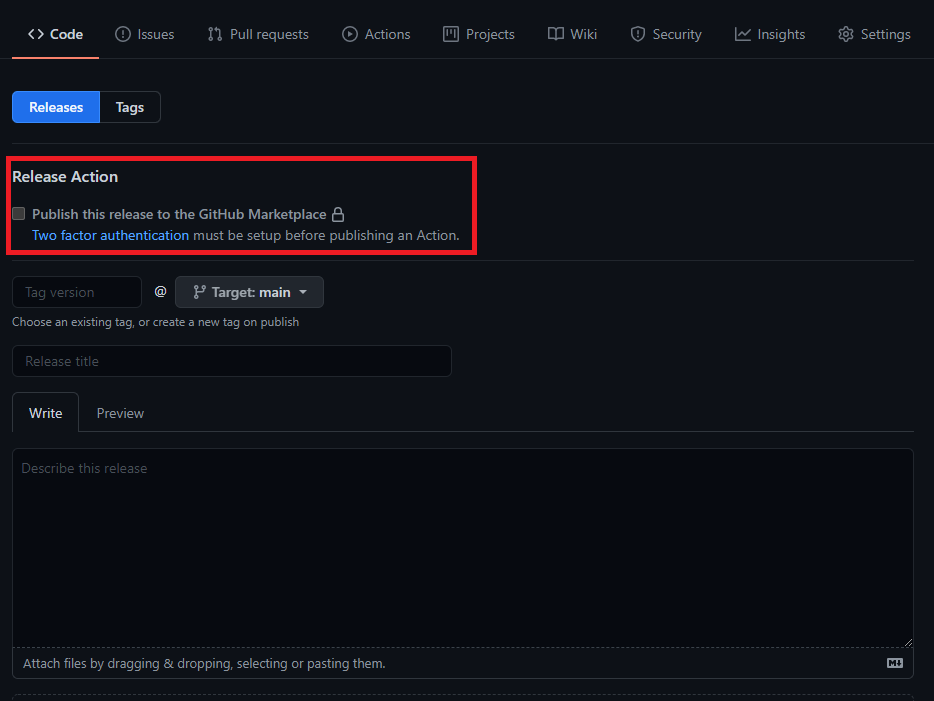 Code Issues Pull requests Actions Projects Wiki Security Insights Settings
Releases Tags
Release Action
Publish this release to the GitHub Marketplace
Two factor authentication must be setup before publishing an Action.
Tag version @ Target: main
Choose an existing tag, or create a new tag on publish
Release title
Write Preview
Describe this release
Attach files by dragging & dropping, selecting or pasting them.